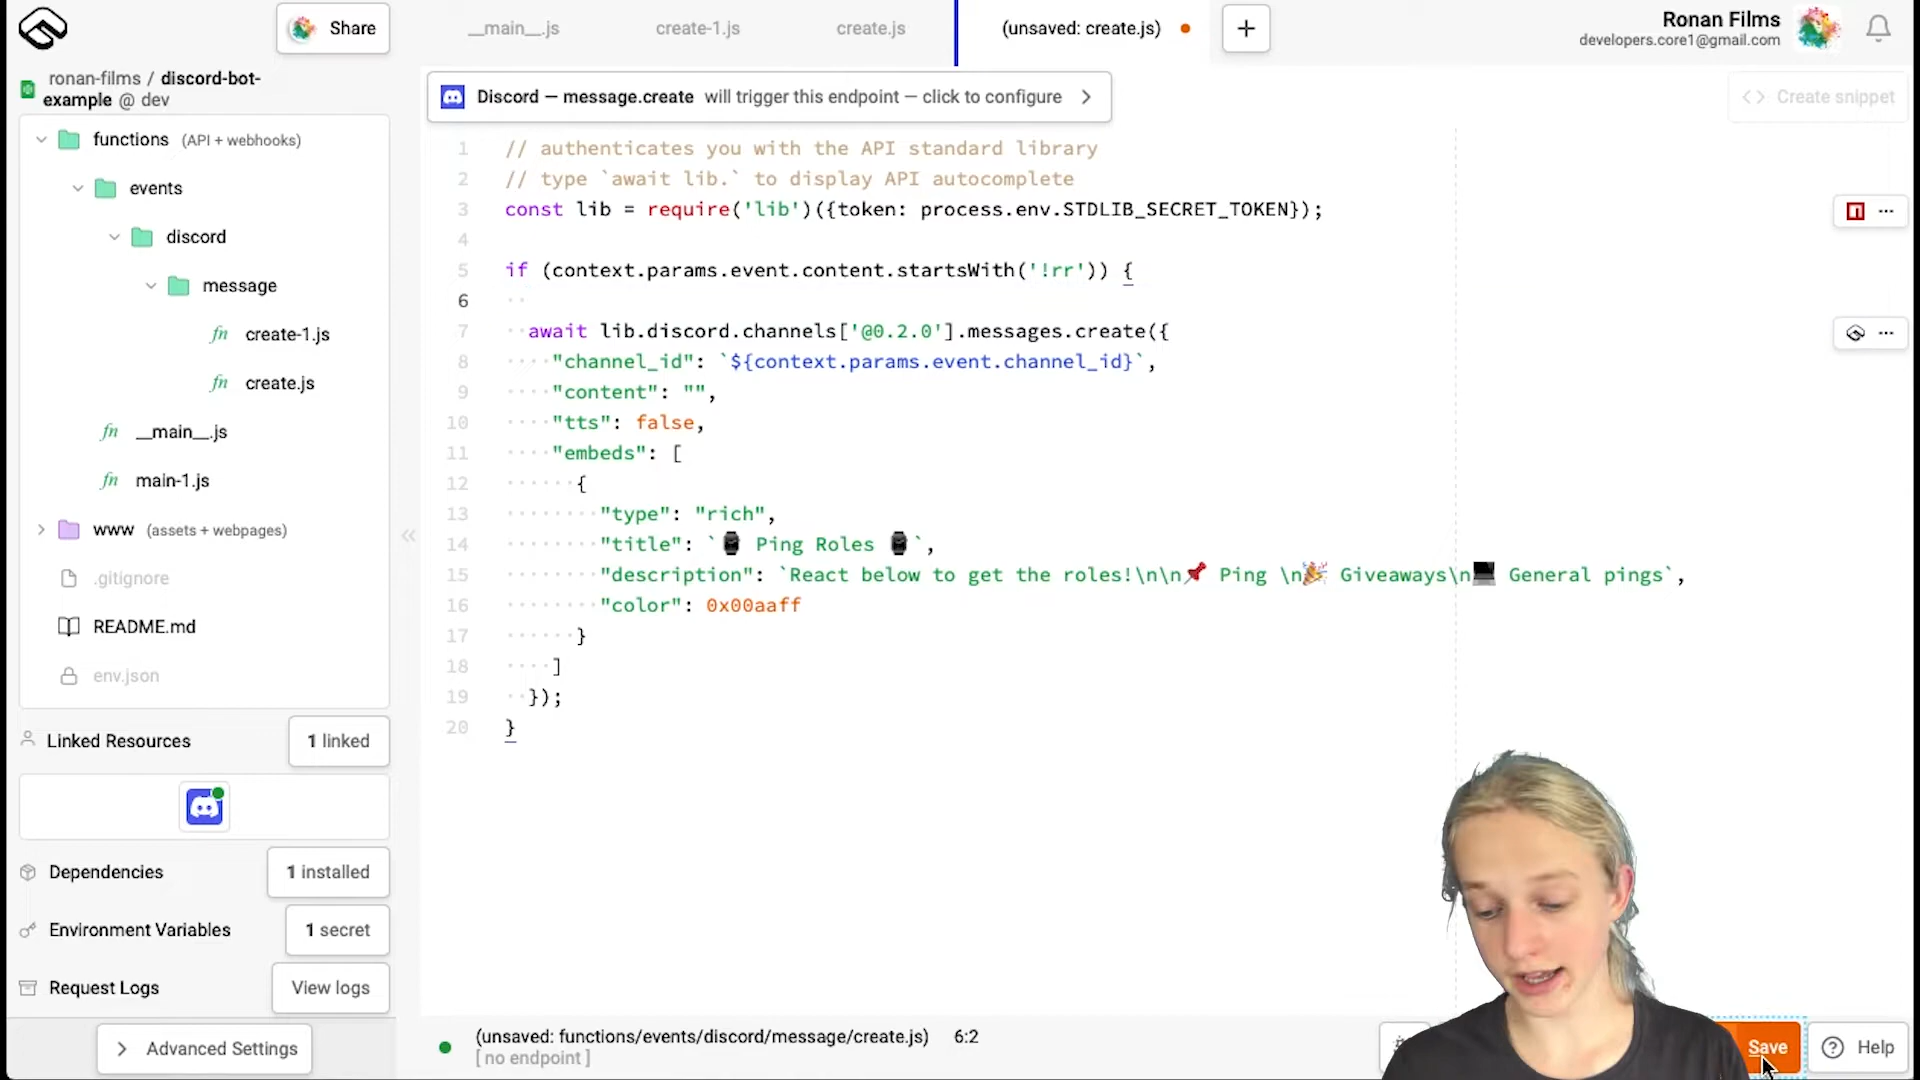 Share
__main__.js
create-1.js
create.js
(unsaved: create.js)
+
Ronan Films
developers.core1@gmail.com
ronan-films / discord-bot-
example @ dev
Discord — message.create will trigger this endpoint — click to configure
<> Create snippet
functions (API + webhooks)
events
discord
message
fn create-1.js
fn create.js
fn __main__.js
fn main-1.js
www (assets + webpages)
.gitignore
README.md
env.json
1 // authenticates you with the API standard library
2 // type `await lib.` to display API autocomplete
3 const lib = require('lib')({token: process.env.STDLIB_SECRET_TOKEN});
4
5 if (context.params.event.content.startsWith('!rr')) {
6
7 await lib.discord.channels['@0.2.0'].messages.create({
8 "channel_id": `${context.params.event.channel_id}`,
9 "content": "",
10 "tts": false,
11 "embeds": [
12 {
13 "type": "rich",
14 "title": `⌚ Ping Roles ⌚`,
15 "description": `React below to get the roles!\n\n📌 Ping \n🎉 Giveaways\n💻 General pings`,
16 "color": 0x00aaff
17 }
18 ]
19 });
20 }
Linked Resources
1 linked
Dependencies
1 installed
Environment Variables
1 secret
Request Logs
View logs
Advanced Settings
(unsaved: functions/events/discord/message/create.js) 6:2
[ no endpoint ]
Save
Help